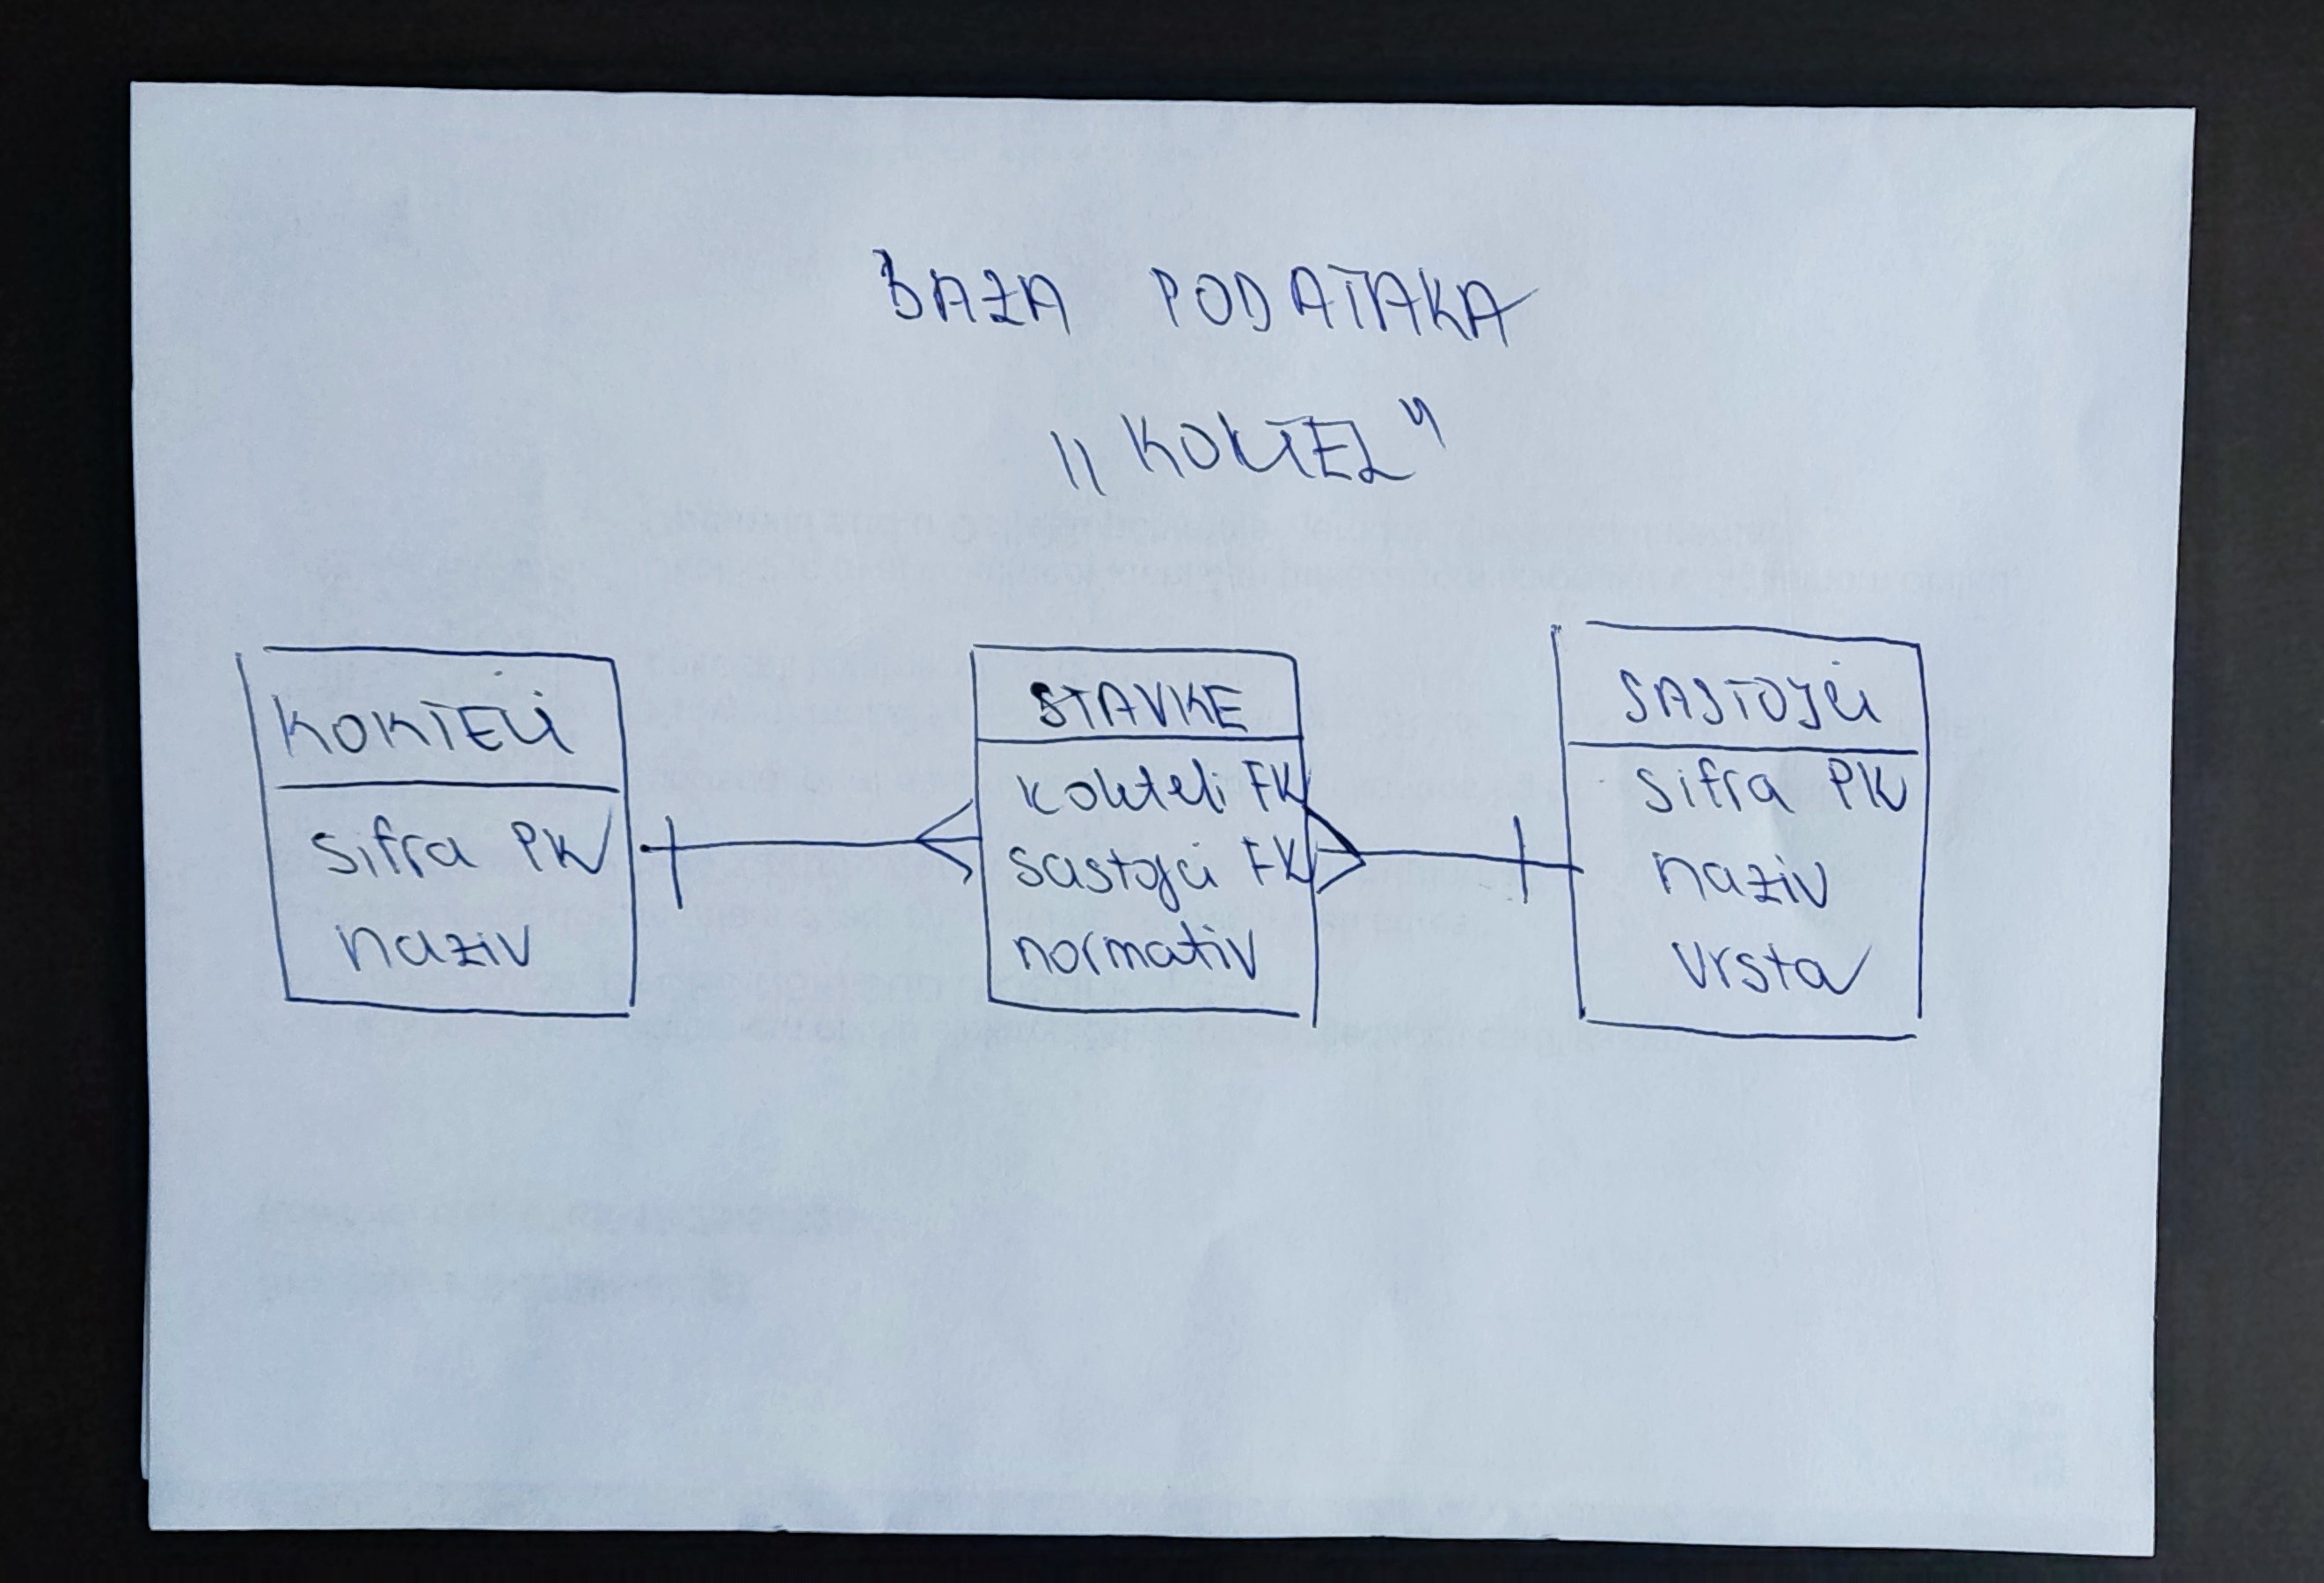 BAZA PODATAKA
„KOKTEL"
KOKTELI
sifra PK
naziv
STAVKE
kokteli FK
sastojci FK
normativ
SASTOJCI
sifra PK
naziv
vrsta